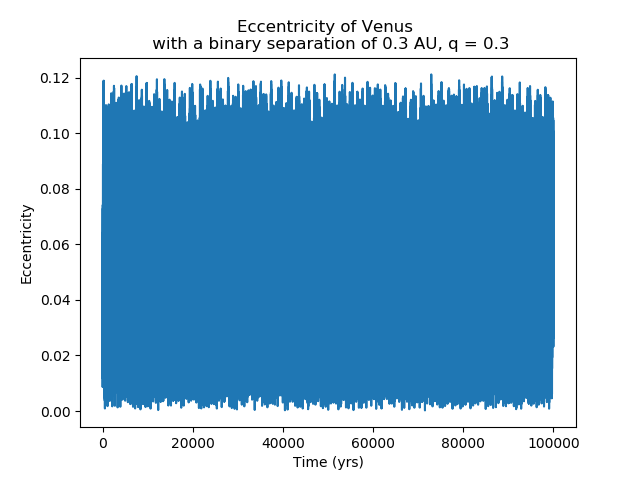 Eccentricity of Venus
with a binary separation of 0.3 AU, q = 0.3
0.12
0.10
0.08
0.06
0.04
0.02
0.00
Eccentricity
0 20000 40000 60000 80000 100000
Time (yrs)